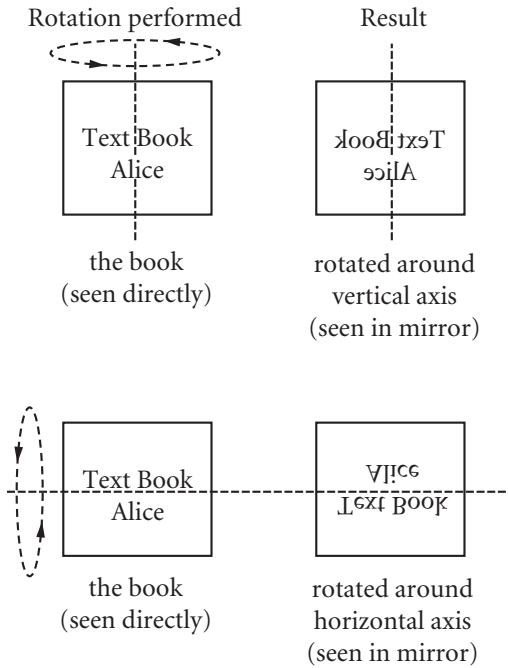 Rotation performed
Result
Text Book
Alice
Text Book
Alice
the book
(seen directly)
rotated around
vertical axis
(seen in mirror)
Text Book
Alice
Alice
Text Book
the book
(seen directly)
rotated around
horizontal axis
(seen in mirror)